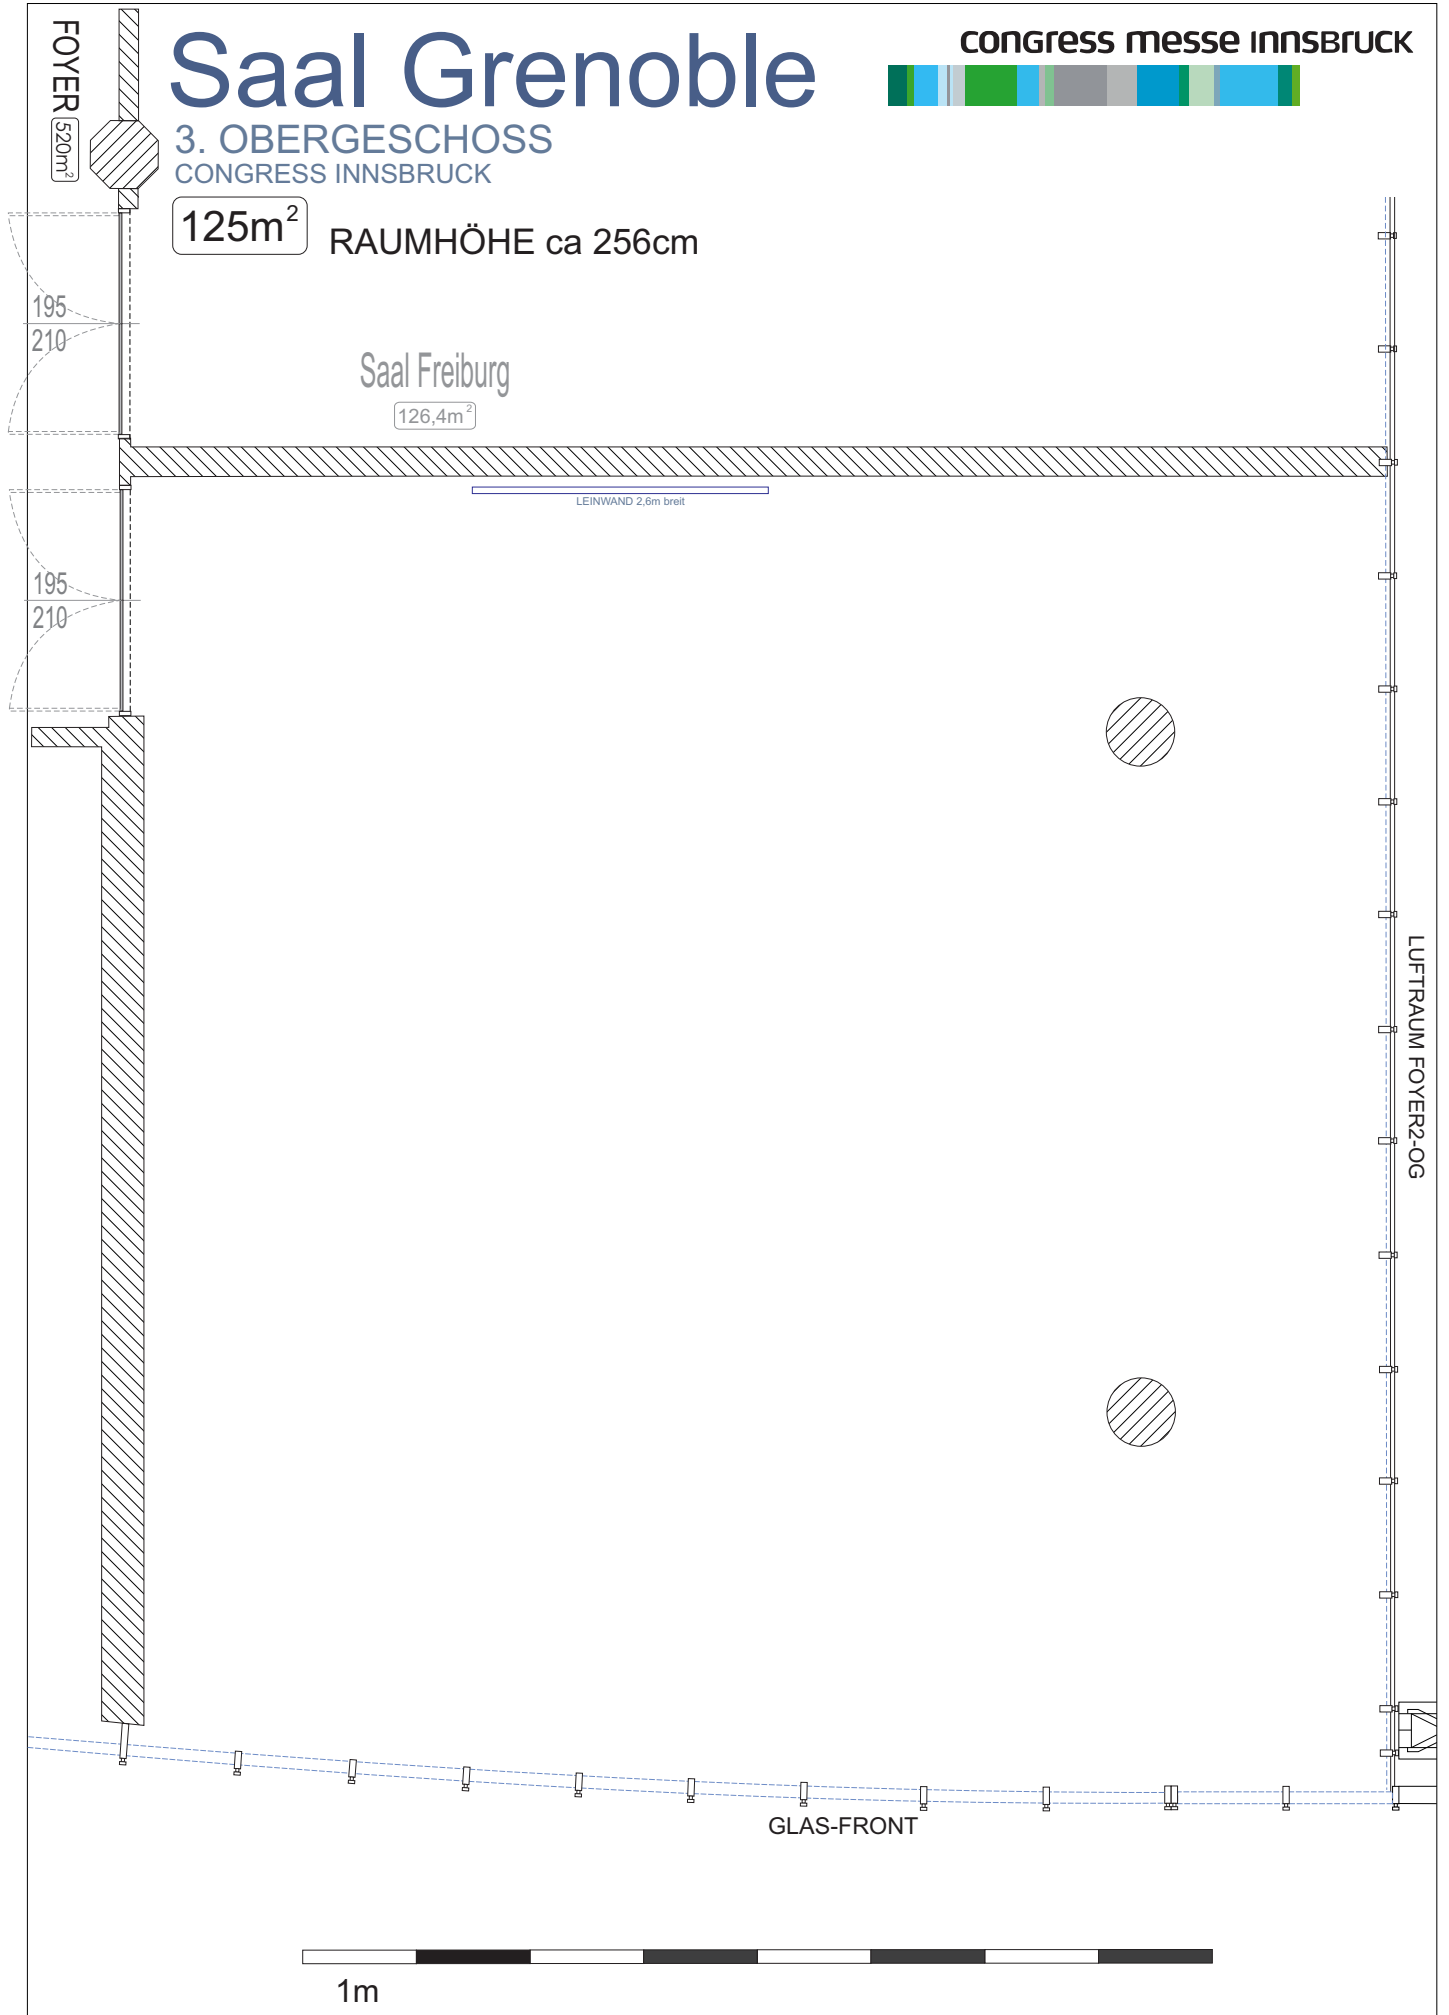 FOYER
520m²
Saal Grenoble
congress messe innsbruck
3. OBERGESCHOSS
CONGRESS INNSBRUCK
125m²
RAUMHÖHE ca 256cm
195
210
Saal Freiburg
126,4m²
LEINWAND 2,6m breit
195
210
LUFTRAUM FOYER2-OG
GLAS-FRONT
1m